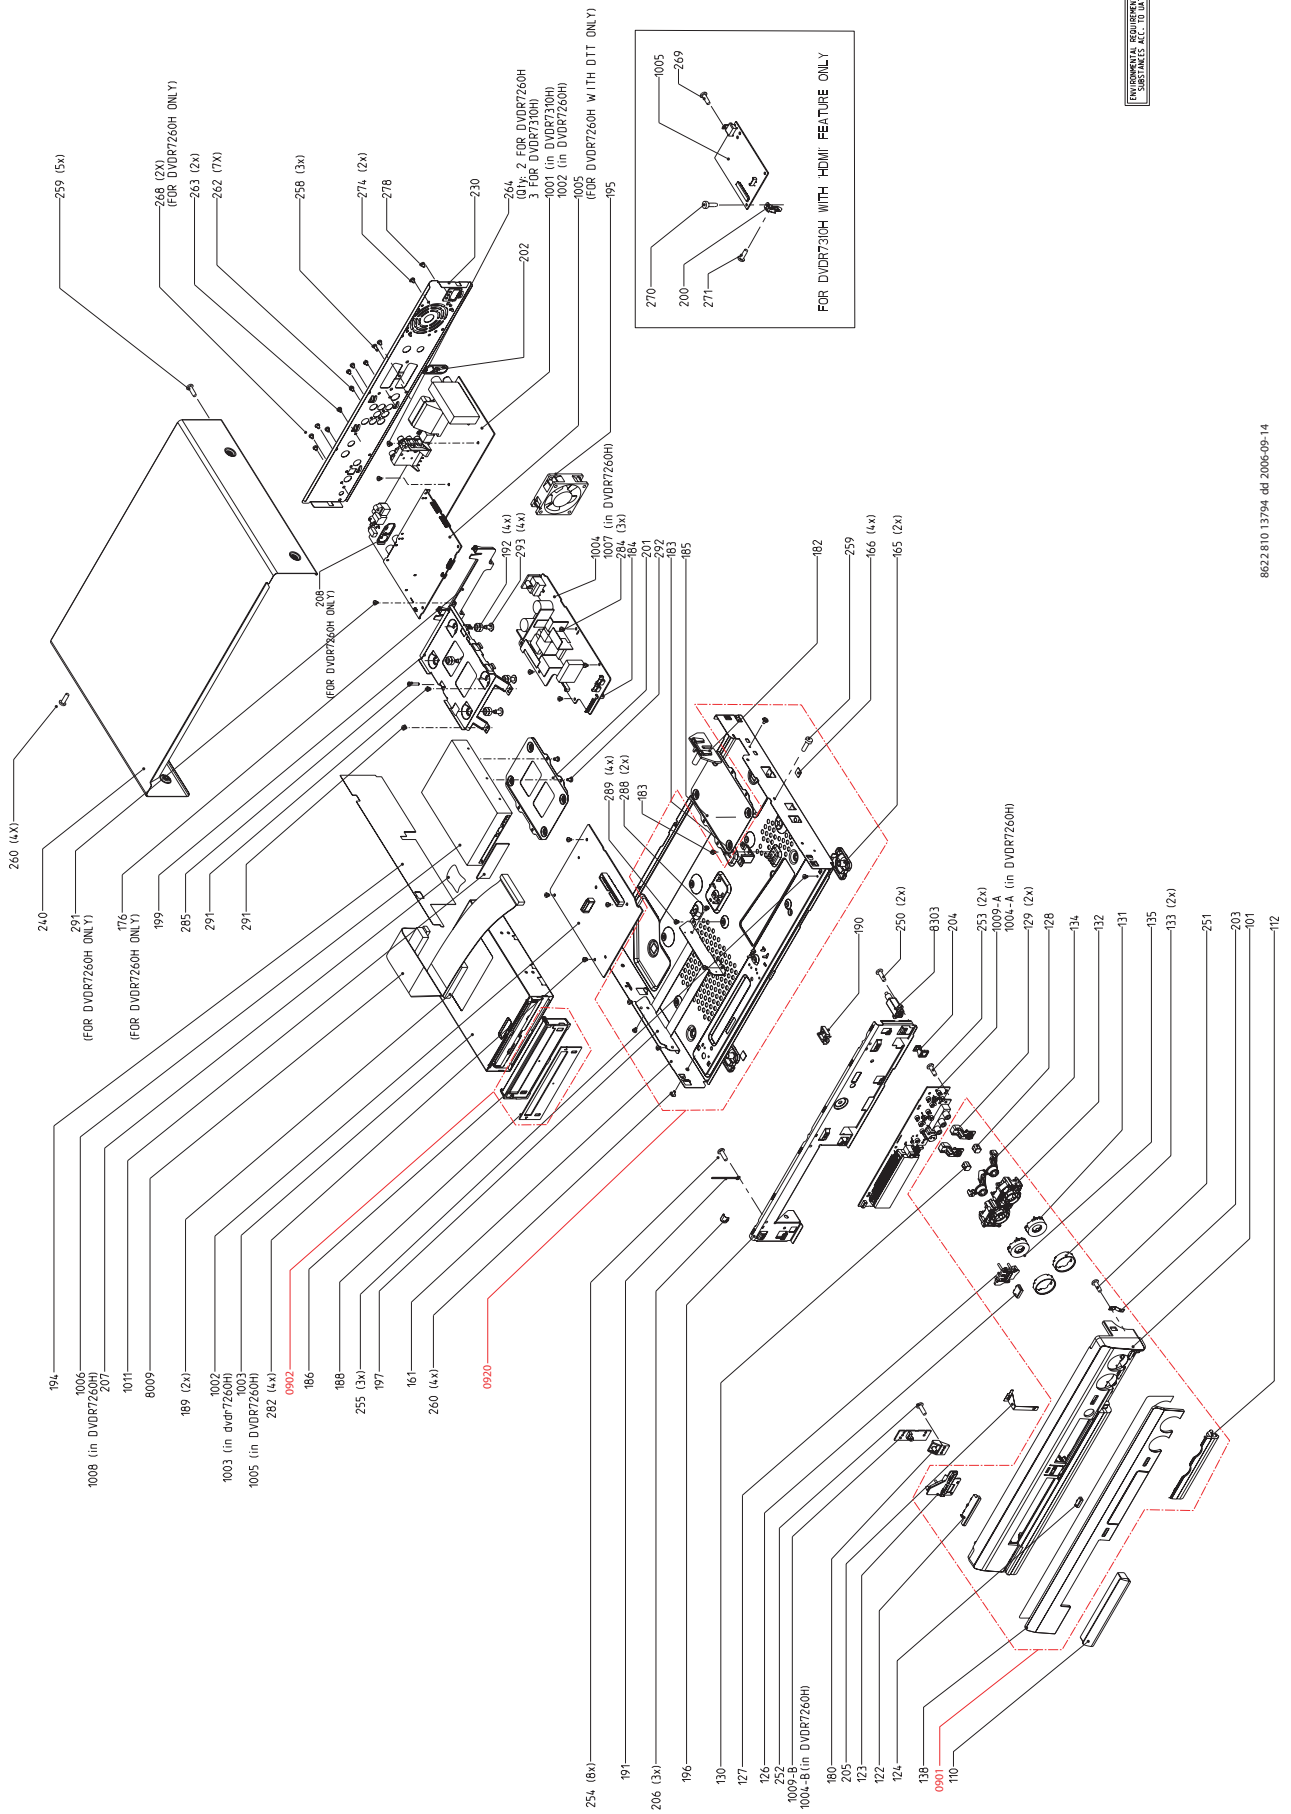 ENVIRONMENTAL REQUIREMEN
SUBSTANCES ACC. TO UA
259 (5x)
268 (2X)
(FOR DVDR7260H ONLY)
263 (2x)
262 (7X)
258 (3x)
274 (2x)
278
230
264
(Qty: 2 FOR DVDR7260H
3 FOR DVDR7310H)
1001 (in DVDR7310H)
1002 (in DVDR7260H)
1005
(FOR DVDR7260H WITH DTT ONLY)
195
202
1005
269
270
200
271
FOR DVDR7310H WITH 'HDMI' FEATURE ONLY
260 (4X)
240
291
(FOR DVDR7260H ONLY)
176
(FOR DVDR7260H ONLY)
199
285
291
291
208
(FOR DVDR7260H ONLY)
192 (4x)
293 (4x)
1004
1007 (in DVDR7260H)
284 (3x)
184
201
292
183
185
182
259
166 (4x)
165 (2x)
289 (4x)
288 (2x)
183
190
250 (2x)
8303
204
253 (2x)
1009-A
1004-A (in DVDR7260H)
129 (2x)
128
134
132
131
135
133 (2x)
251
203
101
112
194
1006
1008 (in DVDR7260H)
207
1011
8009
189 (2x)
1002
1003 (in dvdr7260H)
1003
1005 (in DVDR7260H)
282 (4x)
0902
186
188
255 (3x)
197
161
260 (4x)
0920
254 (8x)
191
206 (3x)
196
130
127
126
252
1009-B
1004-B(in DVDR7260H)
180
205
123
122
124
138
0901
110
8622 810 13794 dd 2006-09-14